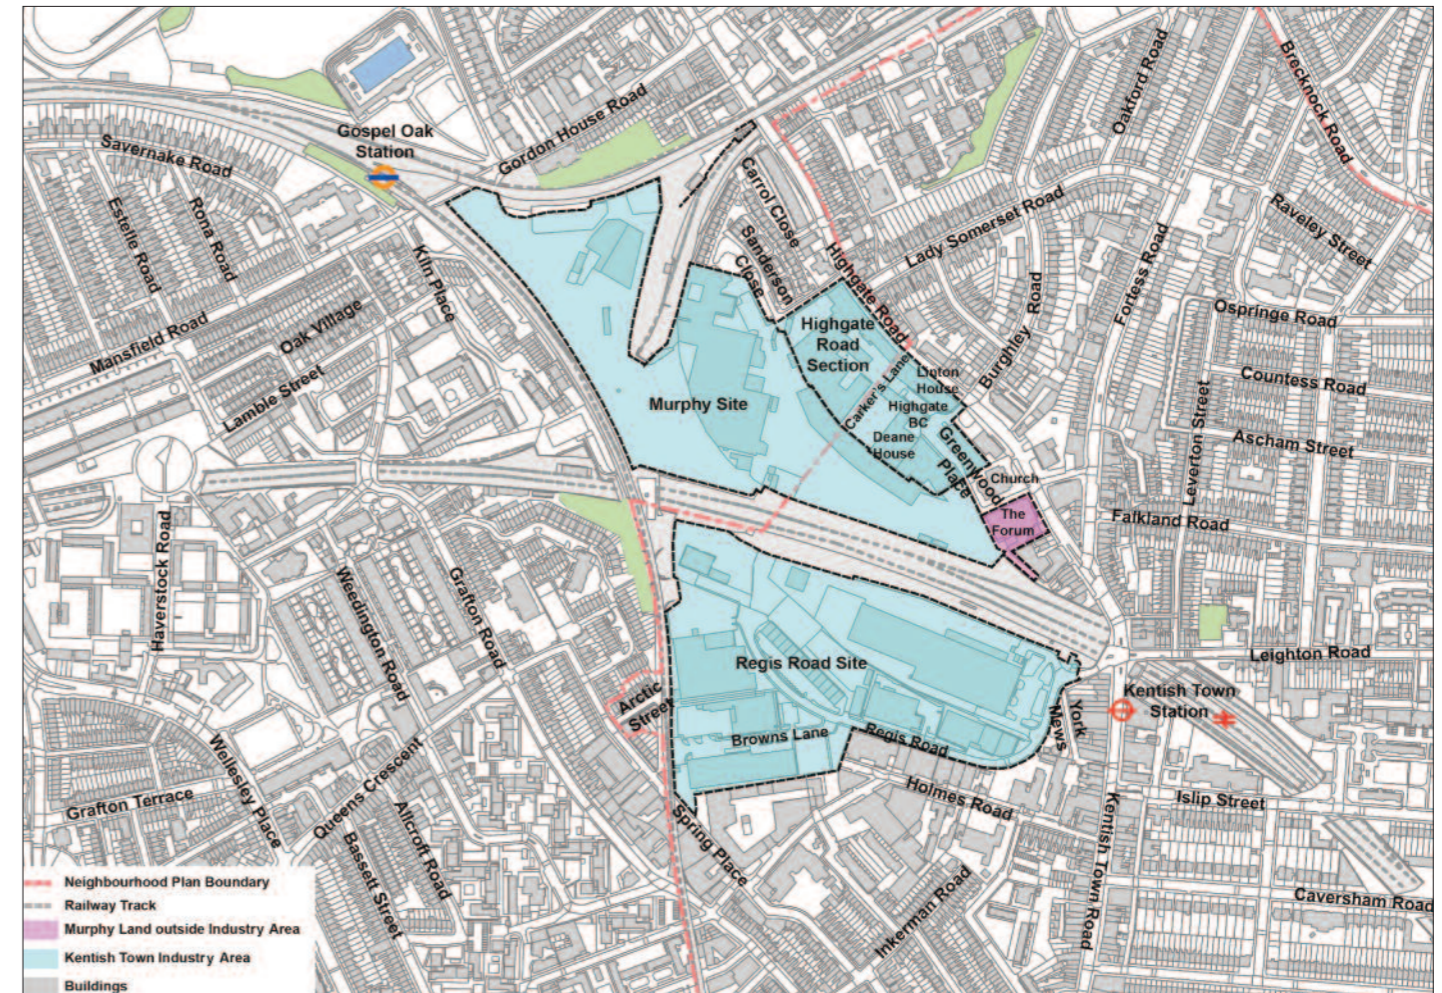 Brecknock Road
Oakford Road
Gordon House Road
Gospel Oak
Station
Savernake Road
Carrol Close
Estelle Road
Rona Road
Lady Somerset Road
Raveley Street
Sanderson
Close
Highgate Road
Kiln Place
Fortess Road
Burghley Road
Ospringe Road
Mansfield Road
Oak Village
Highgate
Road
Section
Carker's Lane
Linton
House
Countess Road
Lamble Street
Murphy Site
Highgate
BC
Deane
House
Greenwood
Place
Leverton Street
Ascham Street
Church
The
Forum
Falkland Road
Haverstock Road
Weedington Road
Grafton Road
Leighton Road
Regis Road Site
Arctic
Street
Kentish Town
Station
York
Mews
Browns Lane
Regis Road
Wellesley Place
Queens Crescent
Grafton Terrace
Holmes Road
Islip Street
Allcroft Road
Bassett Street
Spring Place
Kentish Town Road
Inkerman Road
Caversham Road
Neighbourhood Plan Boundary
Railway Track
Murphy Land outside Industry Area
Kentish Town Industry Area
Buildings